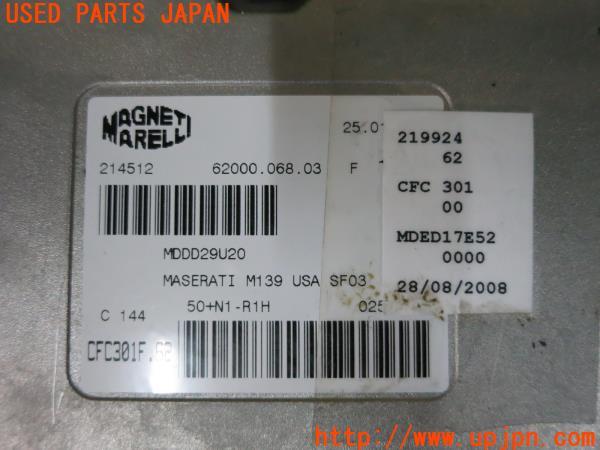 USED PARTS JAPAN
MAGNETI
MARELLI
25.01
214512 62000.068.03 F
MDDD29U20
MASERATI M139 USA SF03
50+N1-R1H 025
C 144
CFC301F.62
219924
62
CFC 301
00
MDED17E52
0000
28/08/2008
http://www.upjpn.com/